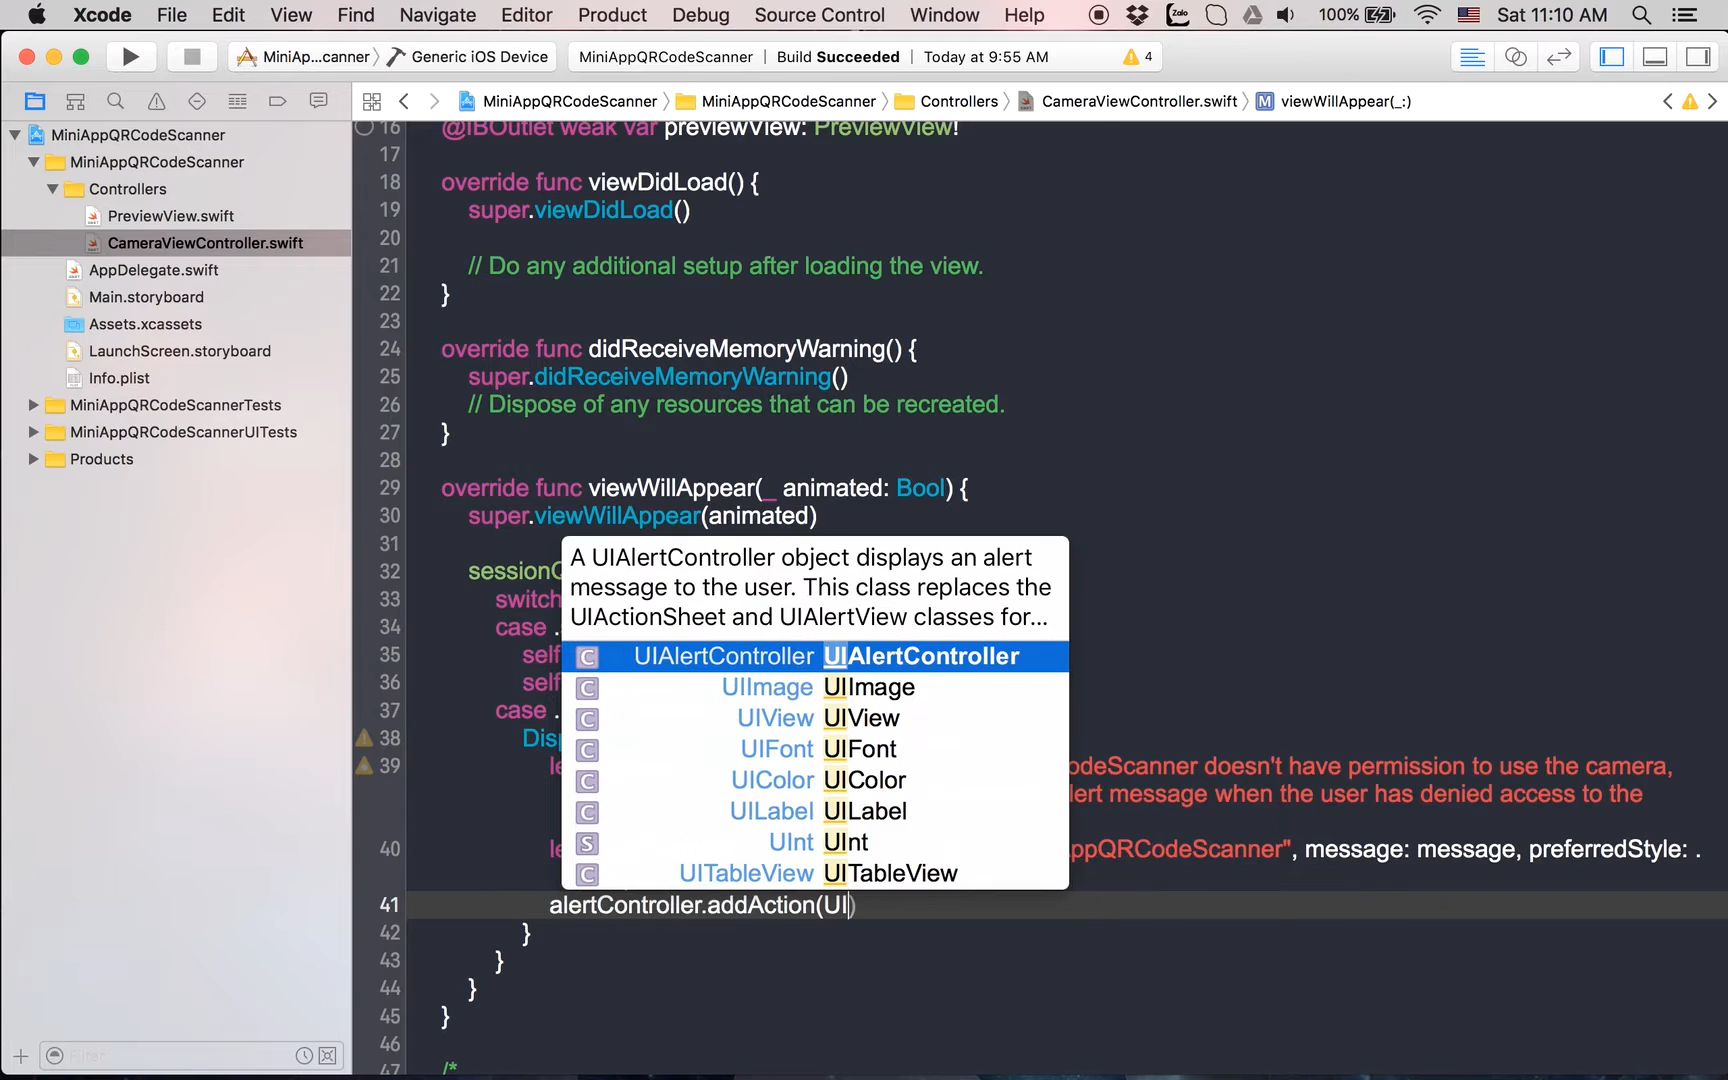 Xcode File Edit View Find Navigate Editor Product Debug Source Control Window Help Zalo 100% Sat 11:10 AM
MiniAp...canner Generic iOS Device MiniAppQRCodeScanner Build Succeeded Today at 9:55 AM 4
MiniAppQRCodeScanner MiniAppQRCodeScanner Controllers CameraViewController.swift M viewWillAppear(_:)
MiniAppQRCodeScanner
MiniAppQRCodeScanner
Controllers
PreviewView.swift
CameraViewController.swift
AppDelegate.swift
Main.storyboard
Assets.xcassets
LaunchScreen.storyboard
Info.plist
MiniAppQRCodeScannerTests
MiniAppQRCodeScannerUITests
Products
Filter
16 @IBOutlet weak var previewView: PreviewView!
17
18 override func viewDidLoad() {
19 super.viewDidLoad()
20
21 // Do any additional setup after loading the view.
22 }
23
24 override func didReceiveMemoryWarning() {
25 super.didReceiveMemoryWarning()
26 // Dispose of any resources that can be recreated.
27 }
28
29 override func viewWillAppear(_ animated: Bool) {
30 super.viewWillAppear(animated)
31
32 sessionQ
33 switch
34 case .
35 self
36 self
37 case .
38 Disp
39 le odeScanner doesn't have permission to use the camera,
lert message when the user has denied access to the
40 le ppQRCodeScanner", message: message, preferredStyle: .
41 alertController.addAction(UI)
42 }
43 }
44 }
45 }
46
47 /*
A UIAlertController object displays an alert
message to the user. This class replaces the
UIActionSheet and UIAlertView classes for...
C UIAlertController UIAlertController
C UIImage UIImage
C UIView UIView
C UIFont UIFont
C UIColor UIColor
C UILabel UILabel
S UInt UInt
C UITableView UITableView